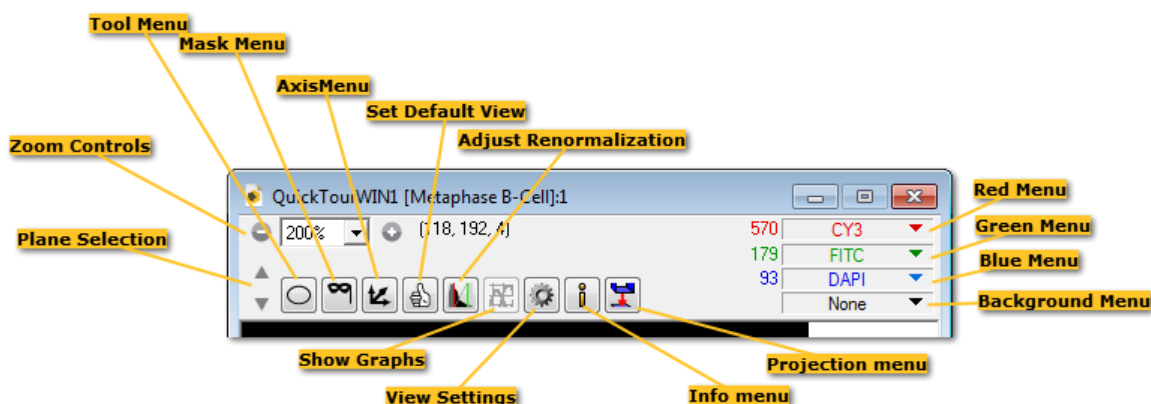 Tool Menu
Mask Menu
AxisMenu
Set Default View
Adjust Renormalization
Zoom Controls
QuickTourWIN1 [Metaphase B-Cell]:1
Red Menu
200%
(118, 192, 4)
570 CY3
Green Menu
Plane Selection
179 FITC
Blue Menu
93 DAPI
None
Background Menu
Show Graphs
Projection menu
View Settings
Info menu